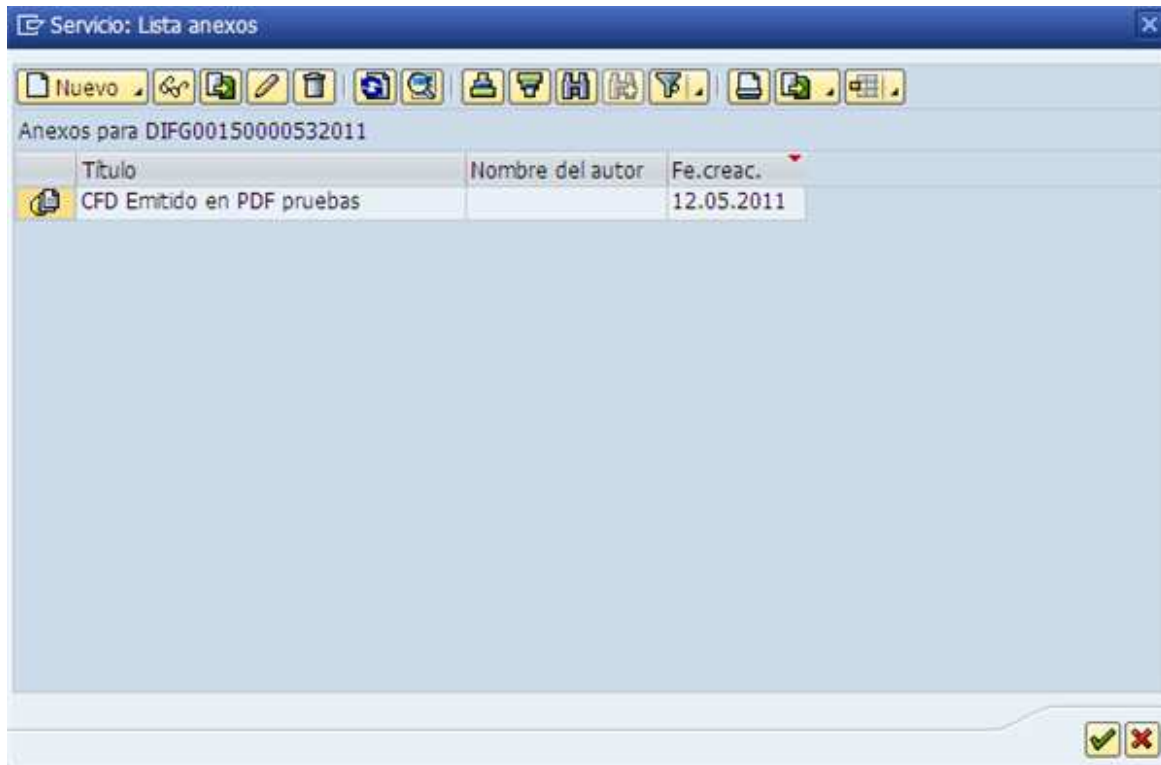 Servicio: Lista anexos
Nuevo
Anexos para DIFG00150000532011
Título Nombre del autor Fe.creac.
CFD Emitido en PDF pruebas 12.05.2011